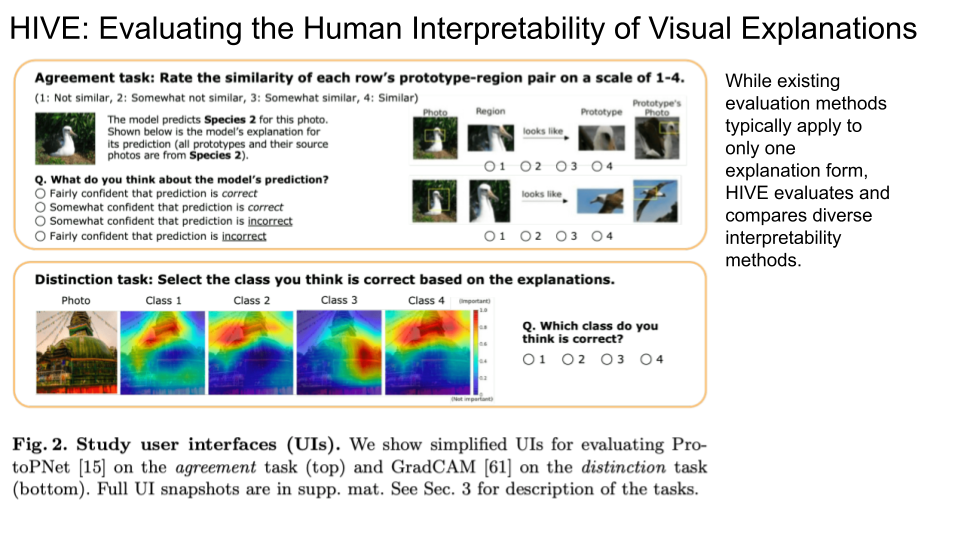 HIVE: Evaluating the Human Interpretability of Visual Explanations
Agreement task: Rate the similarity of each row's prototype-region pair on a scale of 1-4.
(1: Not similar, 2: Somewhat not similar, 3: Somewhat similar, 4: Similar)
The model predicts Species 2 for this photo.
Shown below is the model's explanation for
its prediction (all prototypes and their source
photos are from Species 2).
Q. What do you think about the model's prediction?
Fairly confident that prediction is correct
Somewhat confident that prediction is correct
Somewhat confident that prediction is incorrect
Fairly confident that prediction is incorrect
Photo Region Prototype Prototype's
Photo
looks like
1 2 3 4
looks like
1 2 3 4
Distinction task: Select the class you think is correct based on the explanations.
Photo Class 1 Class 2 Class 3 Class 4 (Important)
1.0
0.8
0.6
0.4
0.2
0
(Not important)
Q. Which class do you
think is correct?
1 2 3 4
Fig. 2. Study user interfaces (UIs). We show simplified UIs for evaluating Pro-
toPNet [15] on the agreement task (top) and GradCAM [61] on the distinction task
(bottom). Full UI snapshots are in supp. mat. See Sec. 3 for description of the tasks.
While existing
evaluation methods
typically apply to
only one
explanation form,
HIVE evaluates and
compares diverse
interpretability
methods.